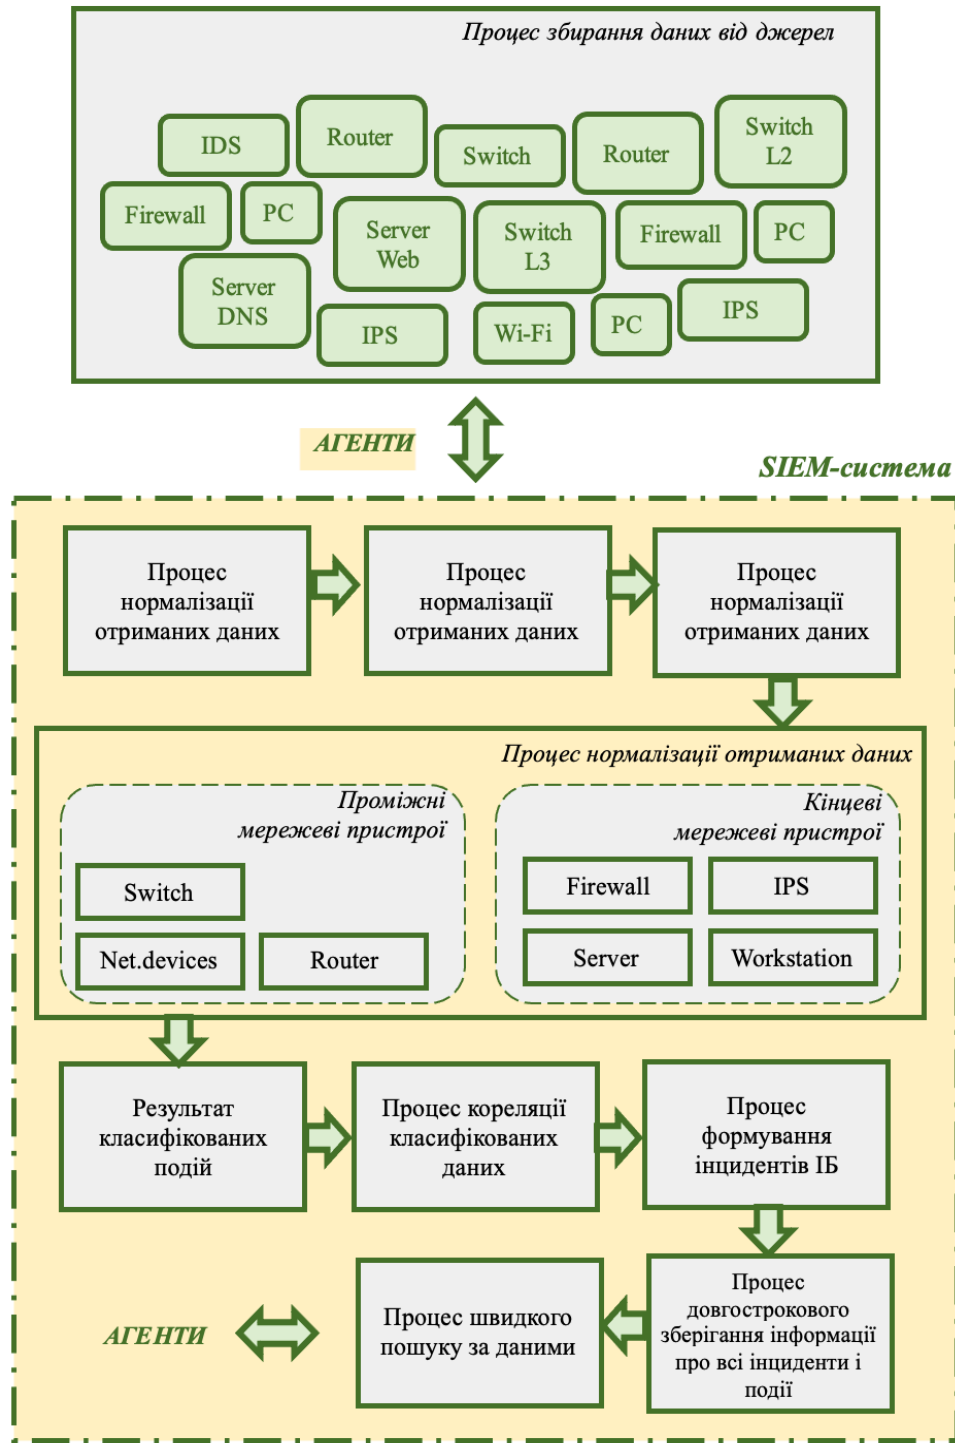 Процес збирання даних від джерел
IDS
Router
Switch
Router
Switch
L2
Firewall
PC
Server
Web
Switch
L3
Firewall
PC
Server
DNS
IPS
Wi-Fi
PC
IPS
АГЕНТИ
SIEM-система
Процес
нормалізації
отриманих даних
Процес
нормалізації
отриманих даних
Процес
нормалізації
отриманих даних
Процес нормалізації отриманих даних
Проміжні
мережеві пристрої
Switch
Net.devices
Router
Кінцеві
мережеві пристрої
Firewall
IPS
Server
Workstation
Результат
класифікованих
подій
Процес кореляції
класифікованих
даних
Процес
формування
інцидентів ІБ
АГЕНТИ
Процес швидкого
пошуку за даними
Процес
довгострокового
зберігання інформації
про всі інциденти і
події